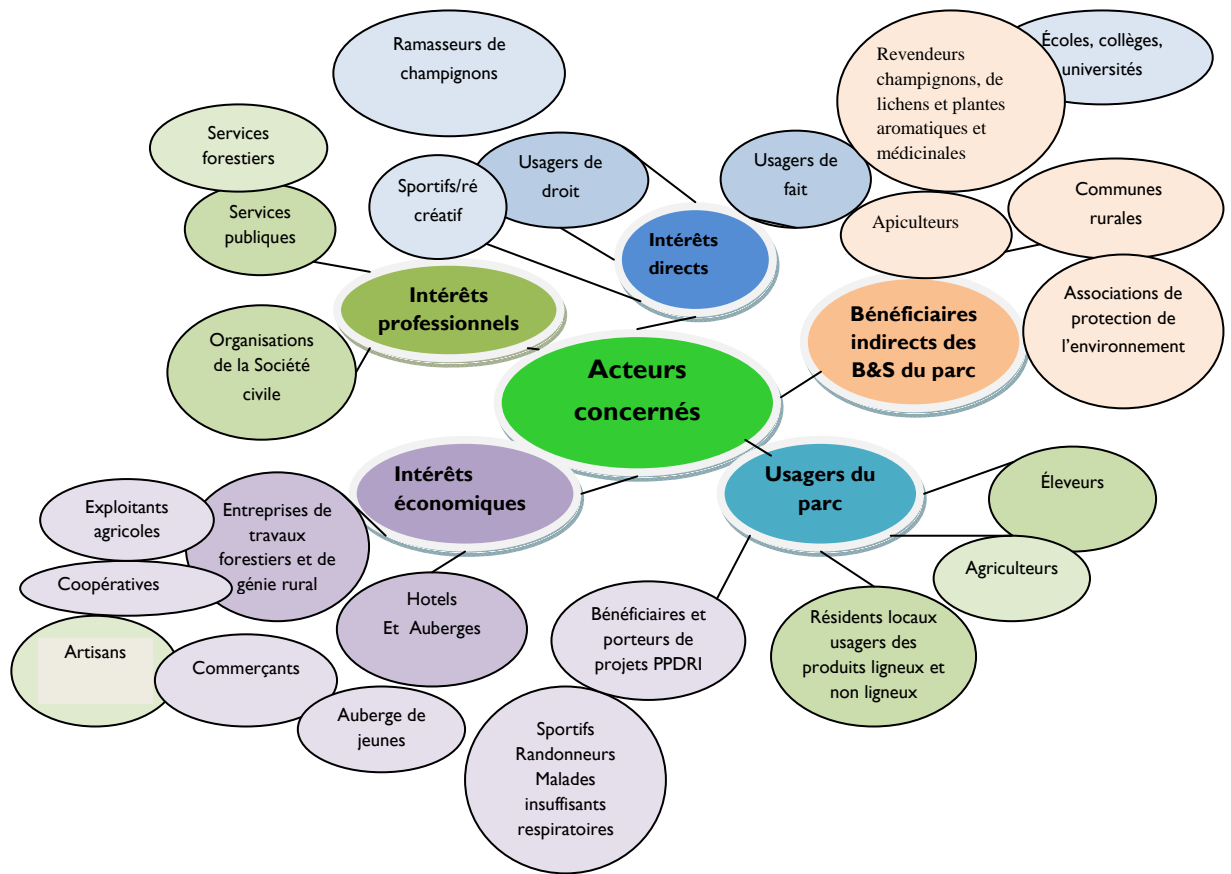 Ramasseurs de
champignons
Revendeurs
champignons, de
lichens et plantes
aromatiques et
médicinales
Écoles, collèges,
universités
Services
forestiers
Services
publiques
Sportifs/ré
créatif
Usagers de
droit
Usagers de
fait
Apiculteurs
Communes
rurales
Intérêts
directs
Intérêts
professionnels
Organisations
de la Société
civile
Bénéficiaires
indirects des
B&S du parc
Associations de
protection de
l'environnement
Acteurs
concernés
Intérêts
économiques
Usagers du
parc
Éleveurs
Agriculteurs
Exploitants
agricoles
Entreprises de
travaux
forestiers et de
génie rural
Coopératives
Hotels
Et Auberges
Bénéficiaires et
porteurs de
projets PPDRI
Résidents locaux
usagers des
produits ligneux et
non ligneux
Artisans
Commerçants
Auberge de
jeunes
Sportifs
Randonneurs
Malades
insuffisants
respiratoires